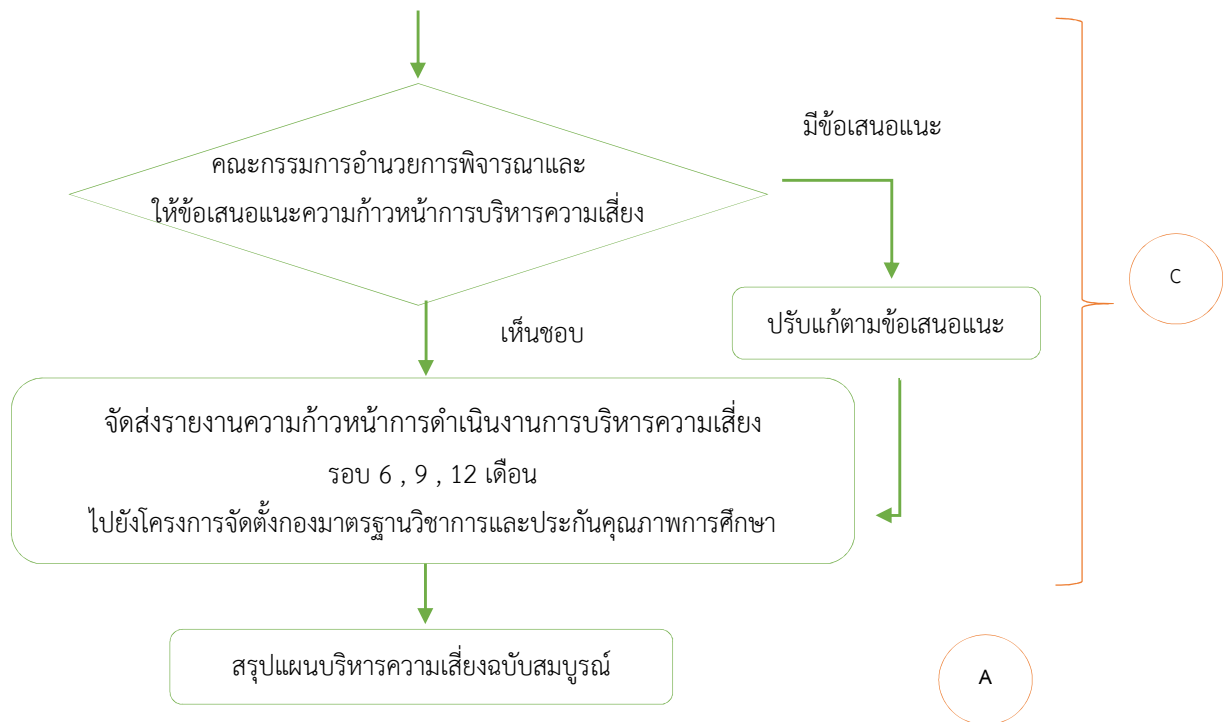 มีข้อเสนอแนะ
คณะกรรมการอำนวยการพิจารณาและ
ให้ข้อเสนอแนะความก้าวหน้าการบริหารความเสี่ยง
C
ปรับแก้ตามข้อเสนอแนะ
เห็นชอบ
จัดส่งรายงานความก้าวหน้าการดำเนินงานการบริหารความเสี่ยง
รอบ 6 , 9 , 12 เดือน
ไปยังโครงการจัดตั้งกองมาตรฐานวิชาการและประกันคุณภาพการศึกษา
สรุปแผนบริหารความเสี่ยงฉบับสมบูรณ์
A